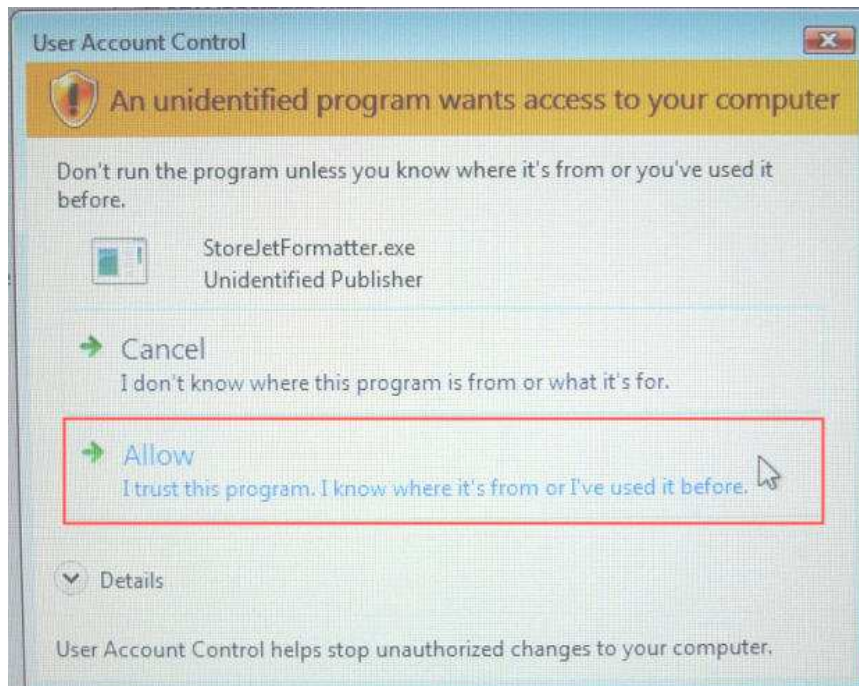 User Account Control
An unidentified program wants access to your computer
Don't run the program unless you know where it's from or you've used it
before.
StoreJetFormatter.exe
Unidentified Publisher
Cancel
I don't know where this program is from or what it's for.
Allow
I trust this program. I know where it's from or I've used it before.
Details
User Account Control helps stop unauthorized changes to your computer.